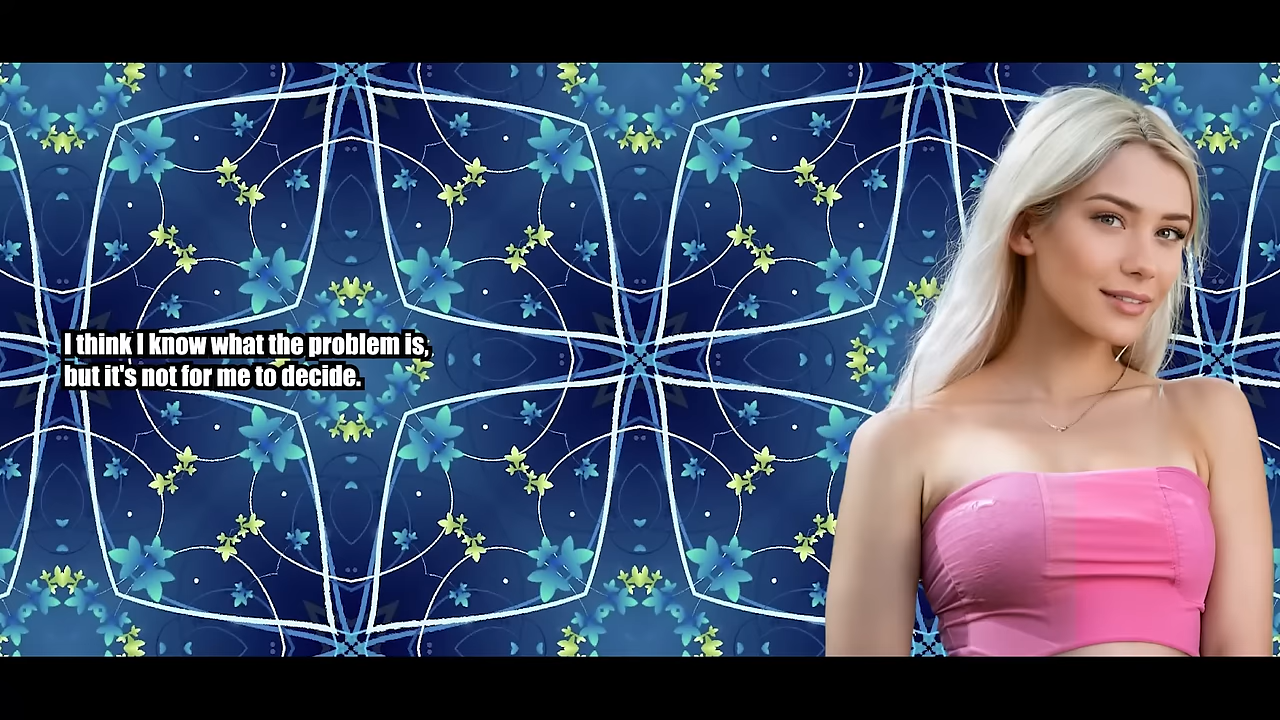 I think I know what the problem is,
but it's not for me to decide.